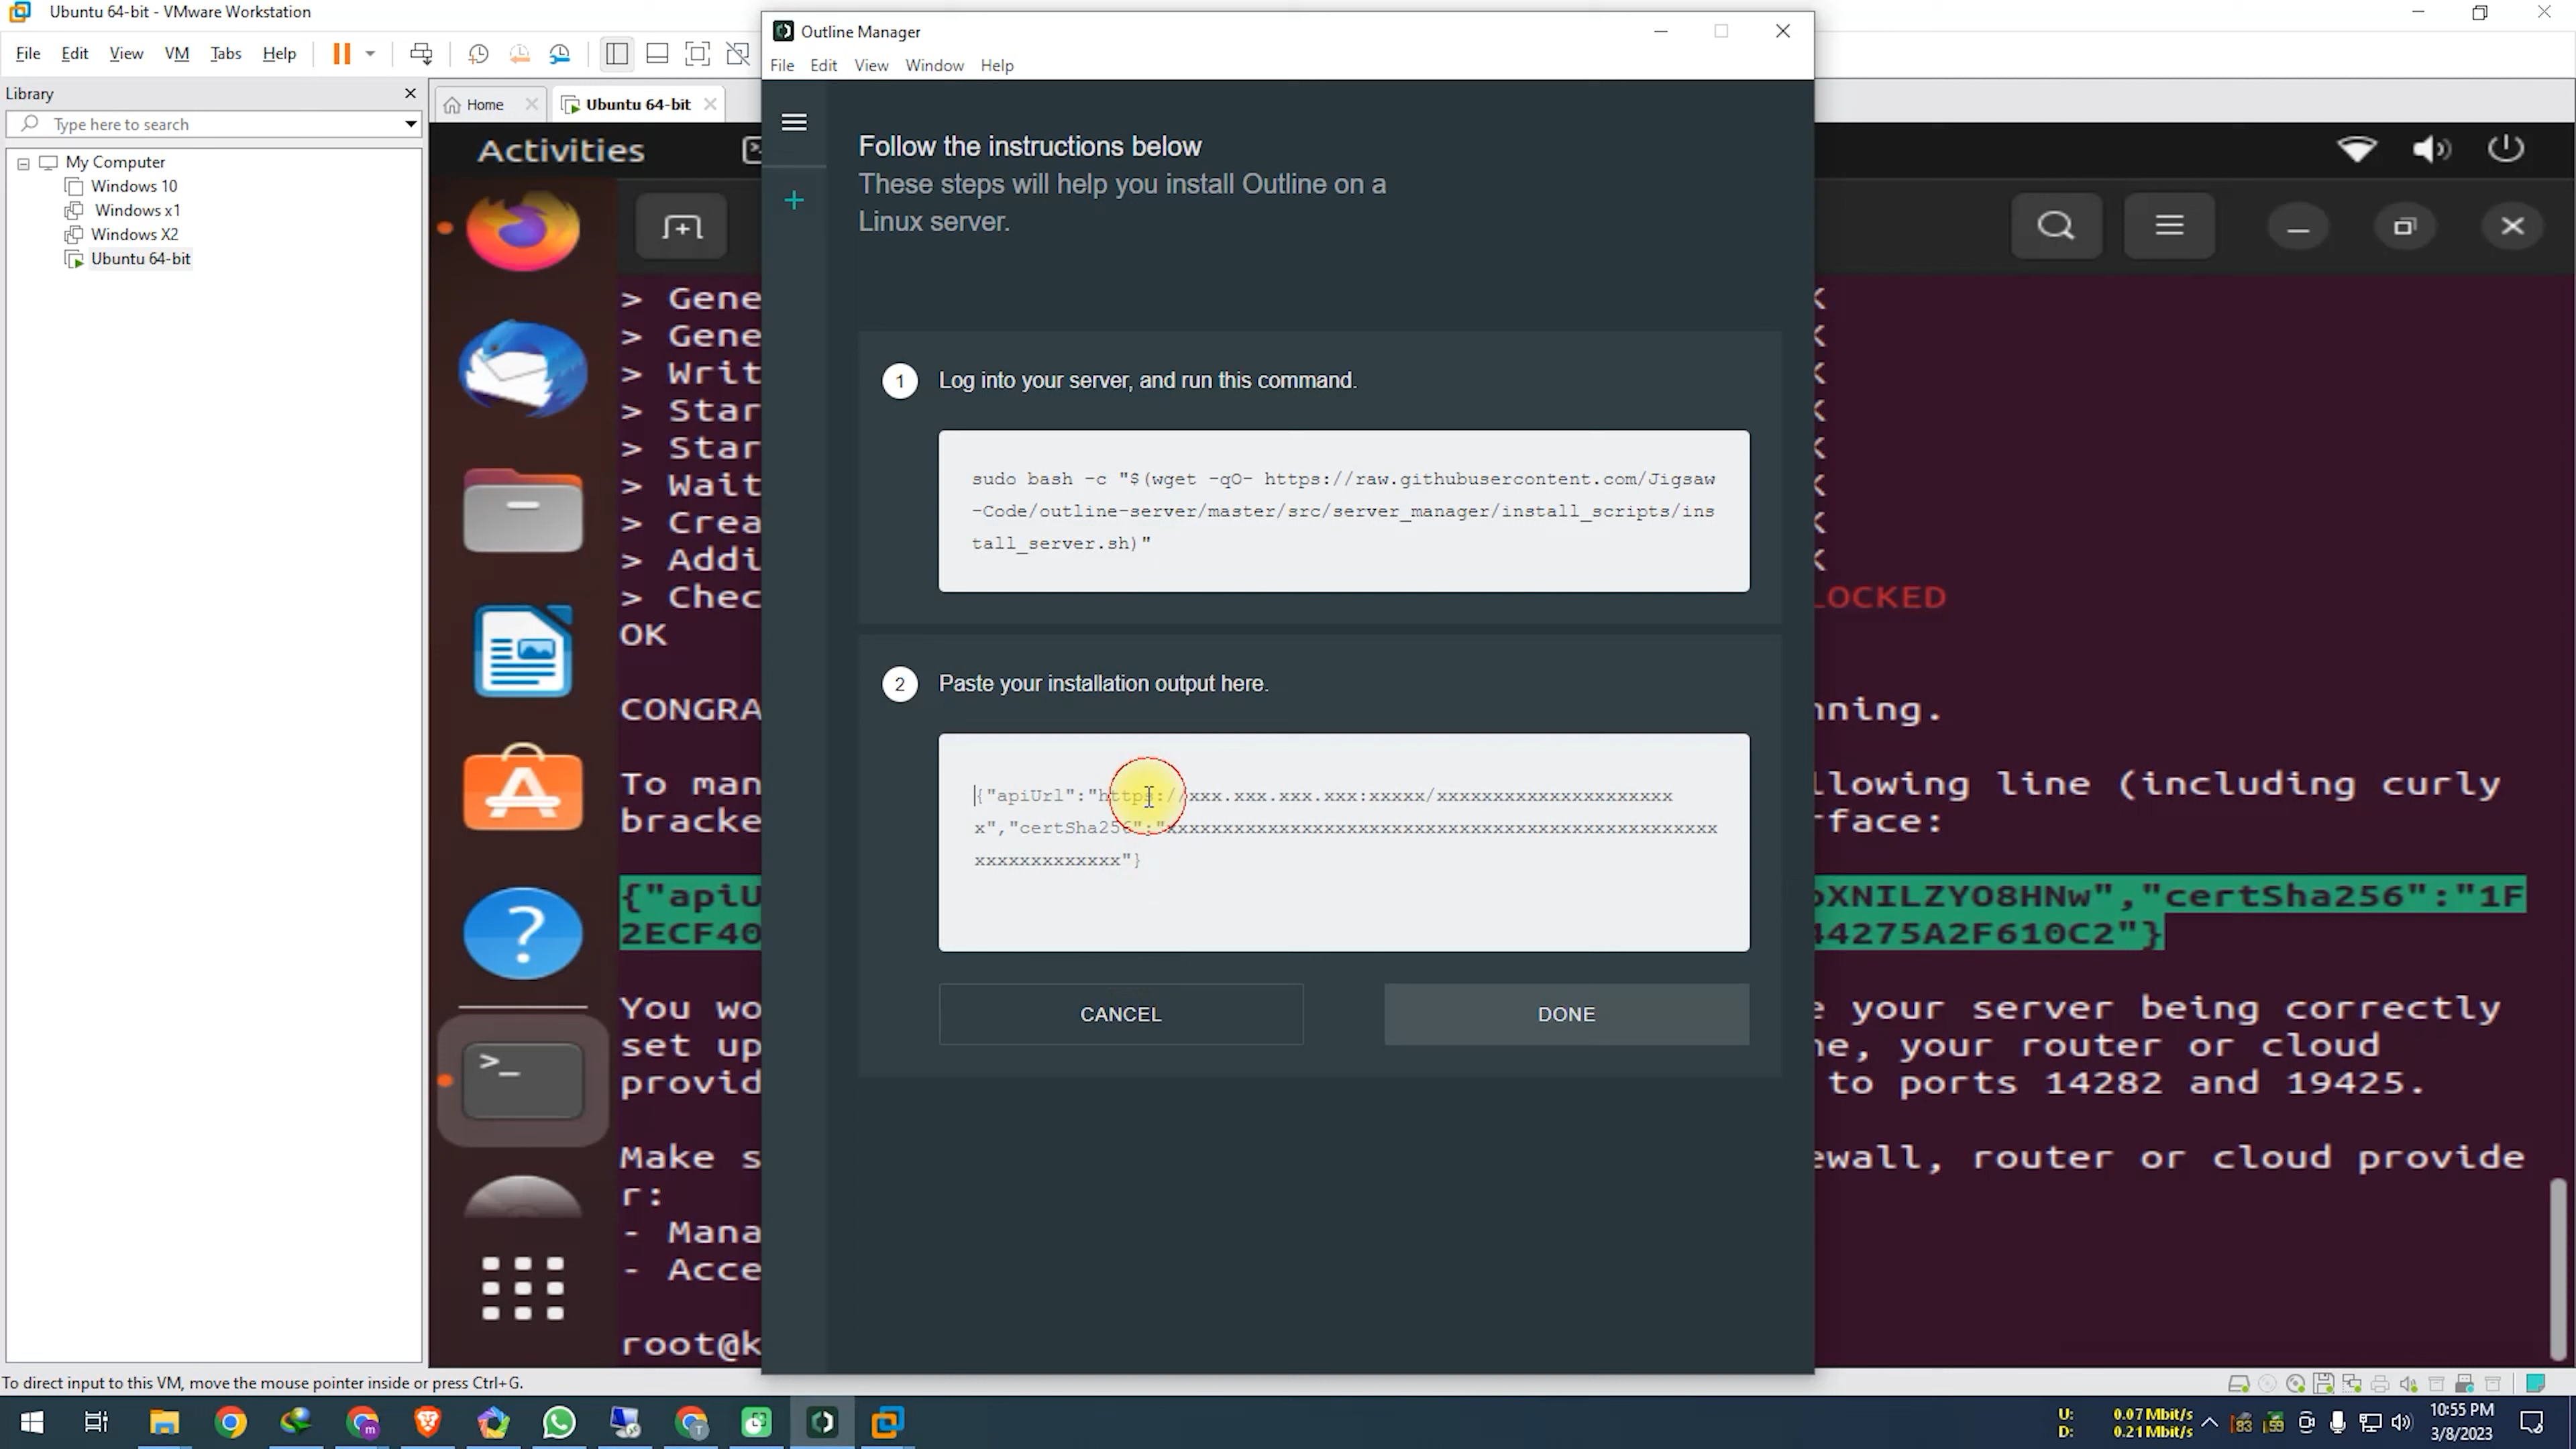 Ubuntu 64-bit - VMware Workstation
File Edit View VM Tabs Help
Library
Type here to search
My Computer
Windows 10
Windows x1
Windows X2
Ubuntu 64-bit
Home
Ubuntu 64-bit
Activities
Outline Manager
File Edit View Window Help
Follow the instructions below
These steps will help you install Outline on a
Linux server.
1 Log into your server, and run this command.
sudo bash -c "$(wget -qO- https://raw.githubusercontent.com/Jigsaw
-Code/outline-server/master/src/server_manager/install_scripts/ins
tall_server.sh)"
2 Paste your installation output here.
{"apiUrl":"https://xxx.xxx.xxx.xxx:xxxxx/xxxxxxxxxxxxxxxxxxxxx
x","certSha256":"xxxxxxxxxxxxxxxxxxxxxxxxxxxxxxxxxxxxxxxxxxxxxxxxx
xxxxxxxxxxxxx"}
CANCEL DONE
> Gene
> Gene
> Writ
> Star
> Star
> Wait
> Crea
> Addi
> Chec LOCKED
OK
CONGRA nning.
To man llowing line (including curly
bracke rface:
{"apiU XNILZYO8HNw","certSha256":"1F
2ECF40 44275A2F610C2"}
You wo e your server being correctly
set up ne, your router or cloud
provid to ports 14282 and 19425.
Make s ewall, router or cloud provide
r:
- Mana
- Acce
root@k
To direct input to this VM, move the mouse pointer inside or press Ctrl+G.
U: 0.07 Mbit/s
D: 0.21 Mbit/s
83
59
10:55 PM
3/8/2023